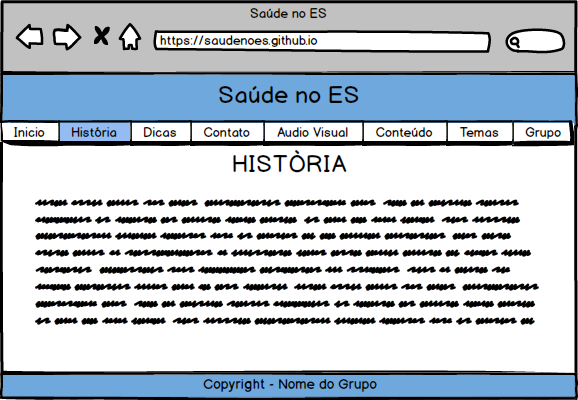 Saúde no ES
https://saudenoes.github.io
Saúde no ES
Inicio História Dicas Contato Audio Visual Conteúdo Temas Grupo
HISTÒRIA
Copyright - Nome do Grupo